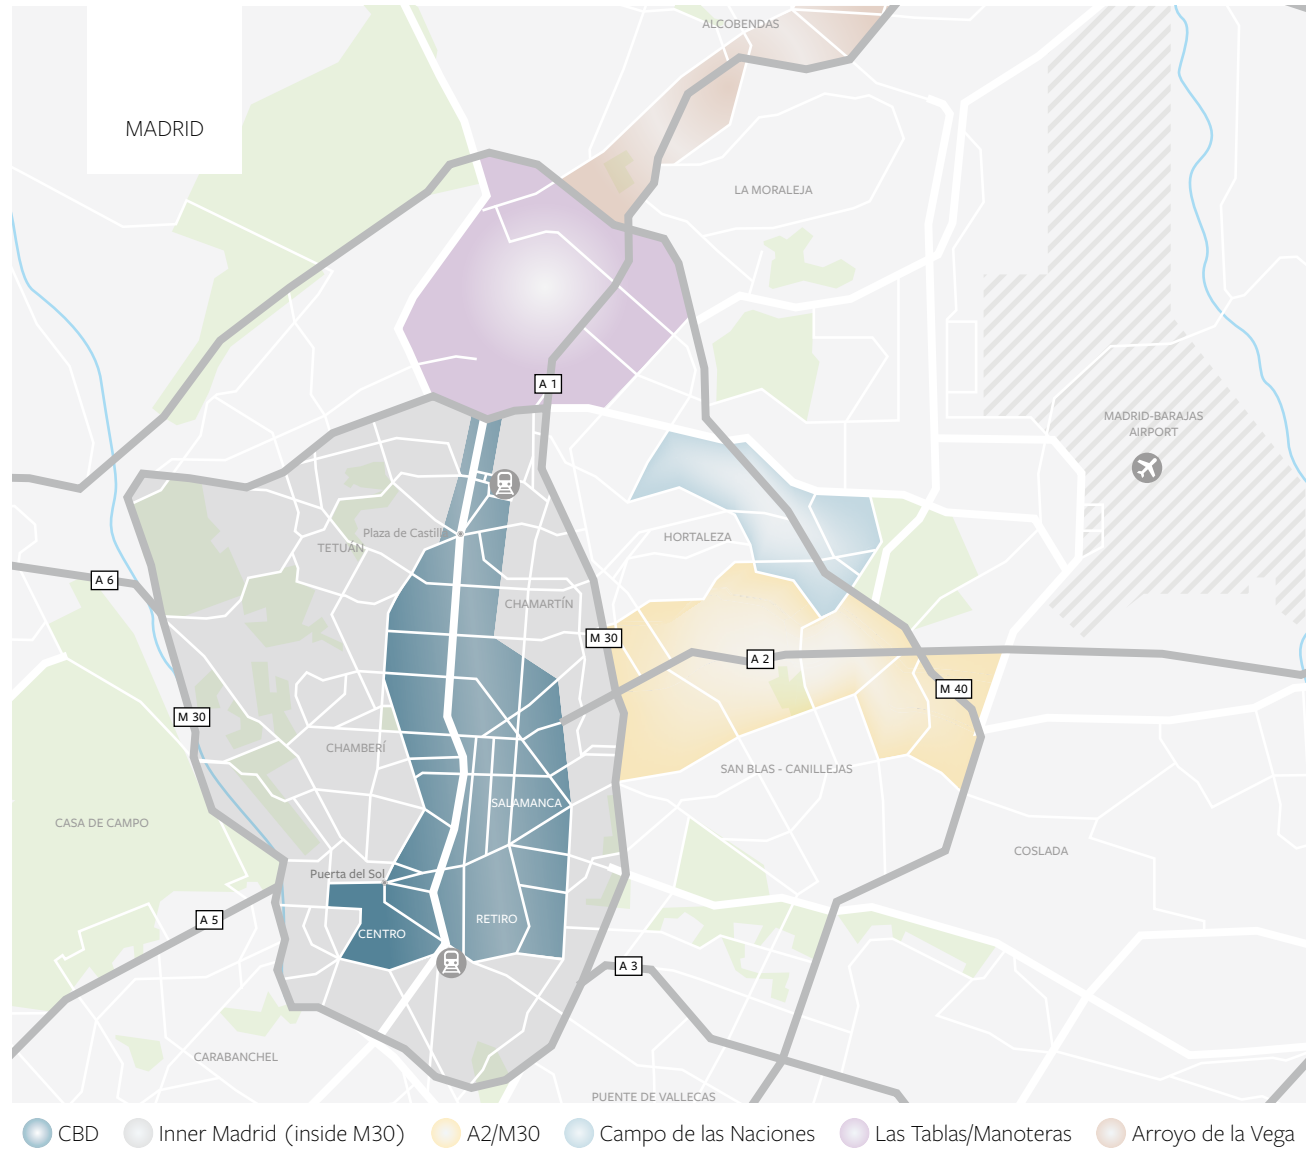 ALCOBENDAS
MADRID
LA MORALEJA
A 1
MADRID-BARAJAS
AIRPORT
Plaza de Castill
TETUÁN
HORTALEZA
A 6
CHAMARTÍN
M 30
A 2
M 40
M 30
CHAMBERÍ
SAN BLAS - CANILLEJAS
SALAMANCA
CASA DE CAMPO
COSLADA
Puerta del Sol
A 5
RETIRO
CENTRO
A 3
CARABANCHEL
PUENTE DE VALLECAS
CBD
Inner Madrid (inside M30)
A2/M30
Campo de las Naciones
Las Tablas/Manoteras
Arroyo de la Vega